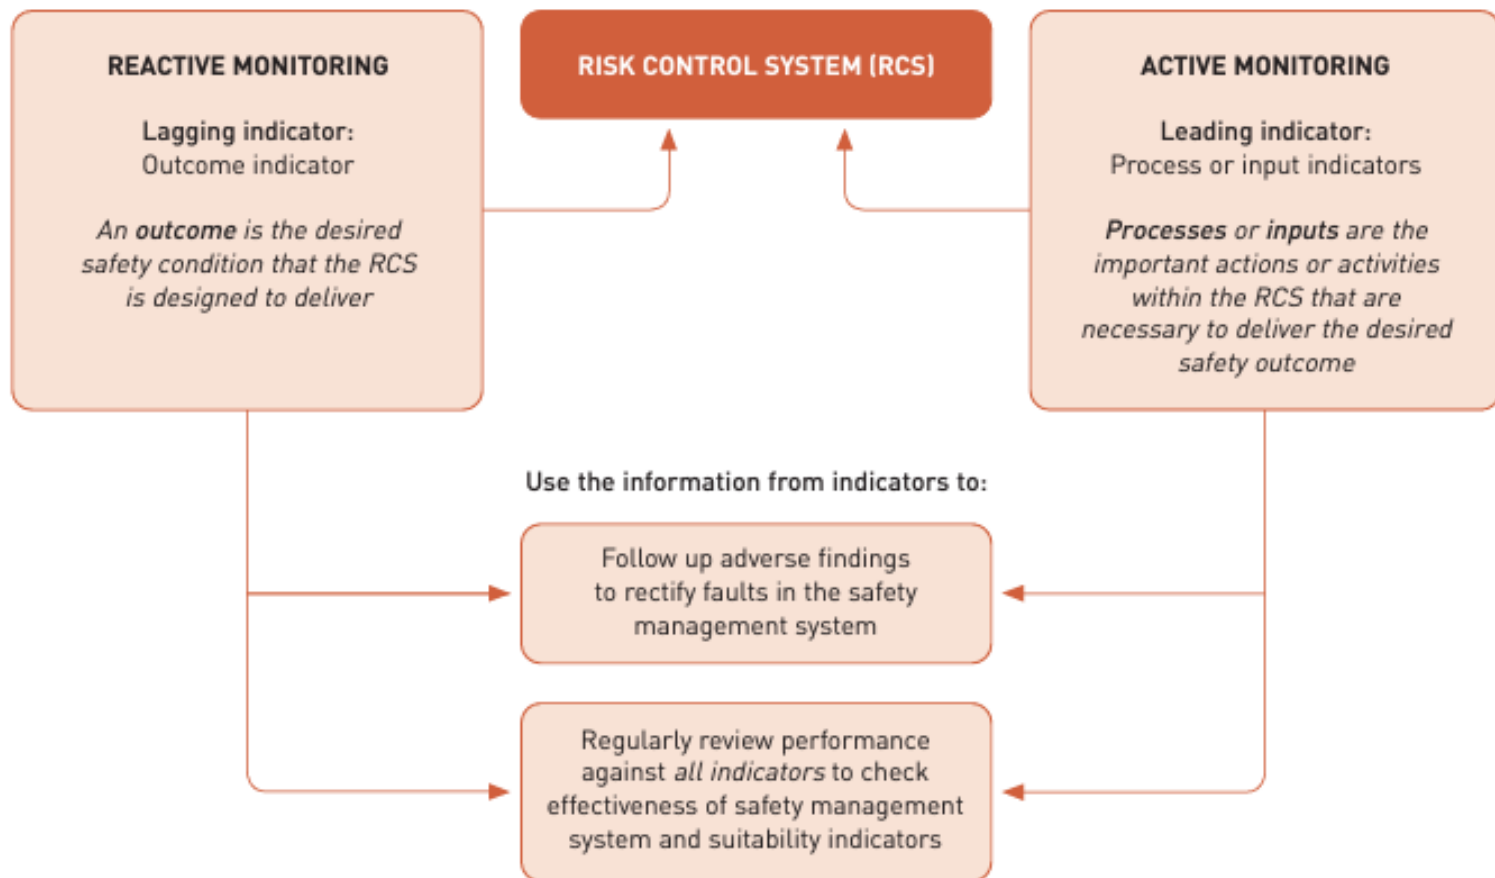 REACTIVE MONITORING
Lagging indicator:
Outcome indicator
An outcome is the desired
safety condition that the RCS
is designed to deliver
RISK CONTROL SYSTEM (RCS)
ACTIVE MONITORING
Leading indicator:
Process or input indicators
Processes or inputs are the
important actions or activities
within the RCS that are
necessary to deliver the desired
safety outcome
Use the information from indicators to:
Follow up adverse findings
to rectify faults in the safety
management system
Regularly review performance
against all indicators to check
effectiveness of safety management
system and suitability indicators